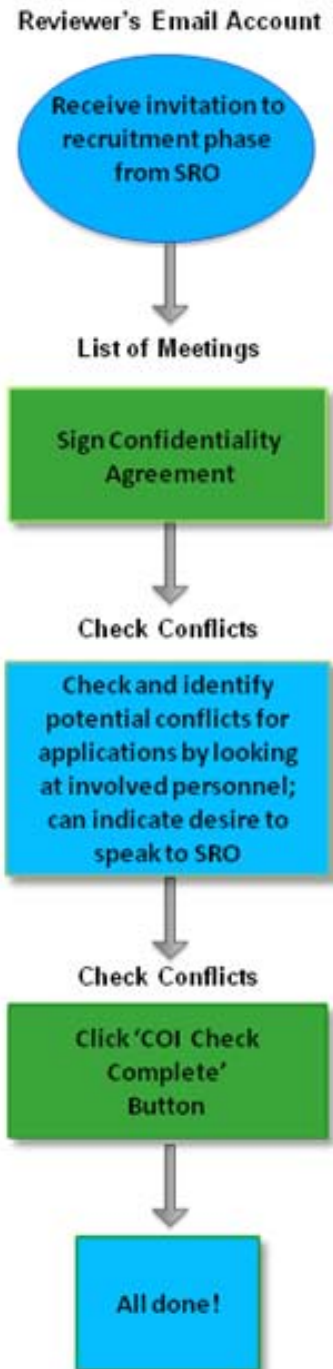 Reviewer's Email Account
Receive invitation to
recruitment phase
from SRO
List of Meetings
Sign Confidentiality
Agreement
Check Conflicts
Check and identify
potential conflicts for
applications by looking
at involved personnel;
can indicate desire to
speak to SRO
Check Conflicts
Click ‘COI Check
Complete’
Button
All done!